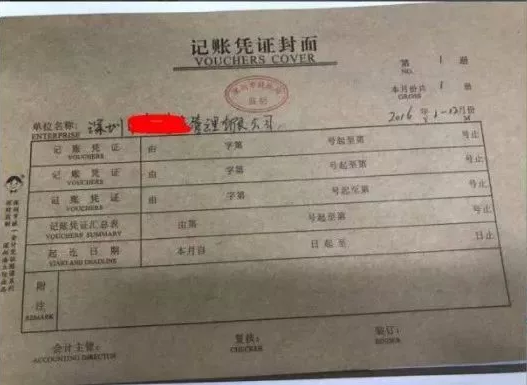 记账凭证封面
VOUCHERS COVER
第 1 册
NO.
本月份共 1 册
GROSS
监制
2016 年 1-12 月份
Y M
单位名称: 深圳 管理有限公司
ENTERPRISE
记账凭证 由 字第 号起至第 号止
VOUCHERS
记账凭证 由 字第 号起至第 号止
VOUCHERS
记账凭证 由 字第 号起至第 号止
VOUCHERS
记账凭证汇总表 由第 号起至第 号止
VOUCHERS SUMMARY
起讫日期 本月自 日起至 日止
START AND DEADLINE
附注
REMARK
会计主管:
ACCOUNTING DIRECTOR
复核:
CHECKER
装订:
BINDER